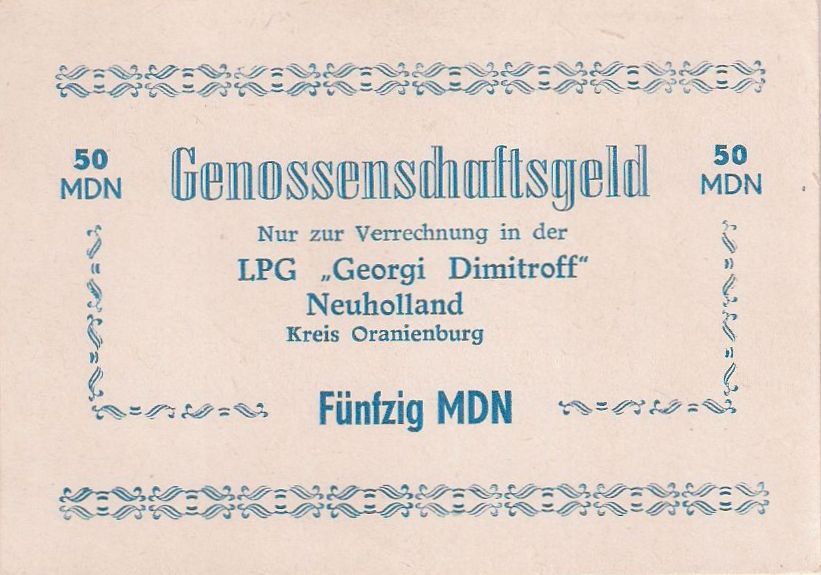 50
MDN
Genossenschaftsgeld
50
MDN
Nur zur Verrechnung in der
LPG „Georgi Dimitroff“
Neuholland
Kreis Oranienburg
Fünfzig MDN